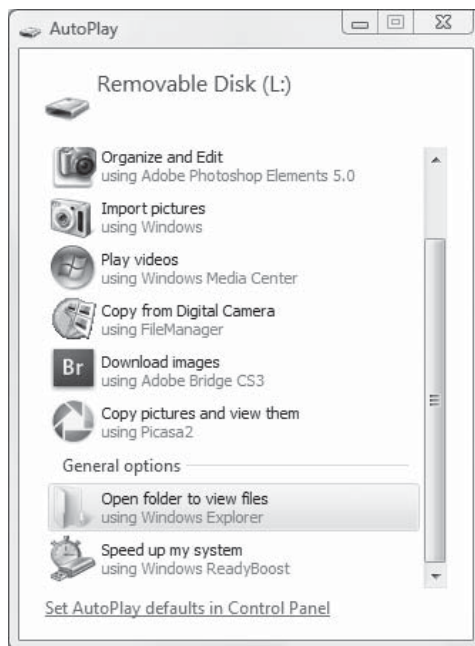 AutoPlay
Removable Disk (L:)
Organize and Edit
using Adobe Photoshop Elements 5.0
Import pictures
using Windows
Play videos
using Windows Media Center
Copy from Digital Camera
using FileManager
Br
Download images
using Adobe Bridge CS3
Copy pictures and view them
using Picasa2
General options
Open folder to view files
using Windows Explorer
Speed up my system
using Windows ReadyBoost
Set AutoPlay defaults in Control Panel